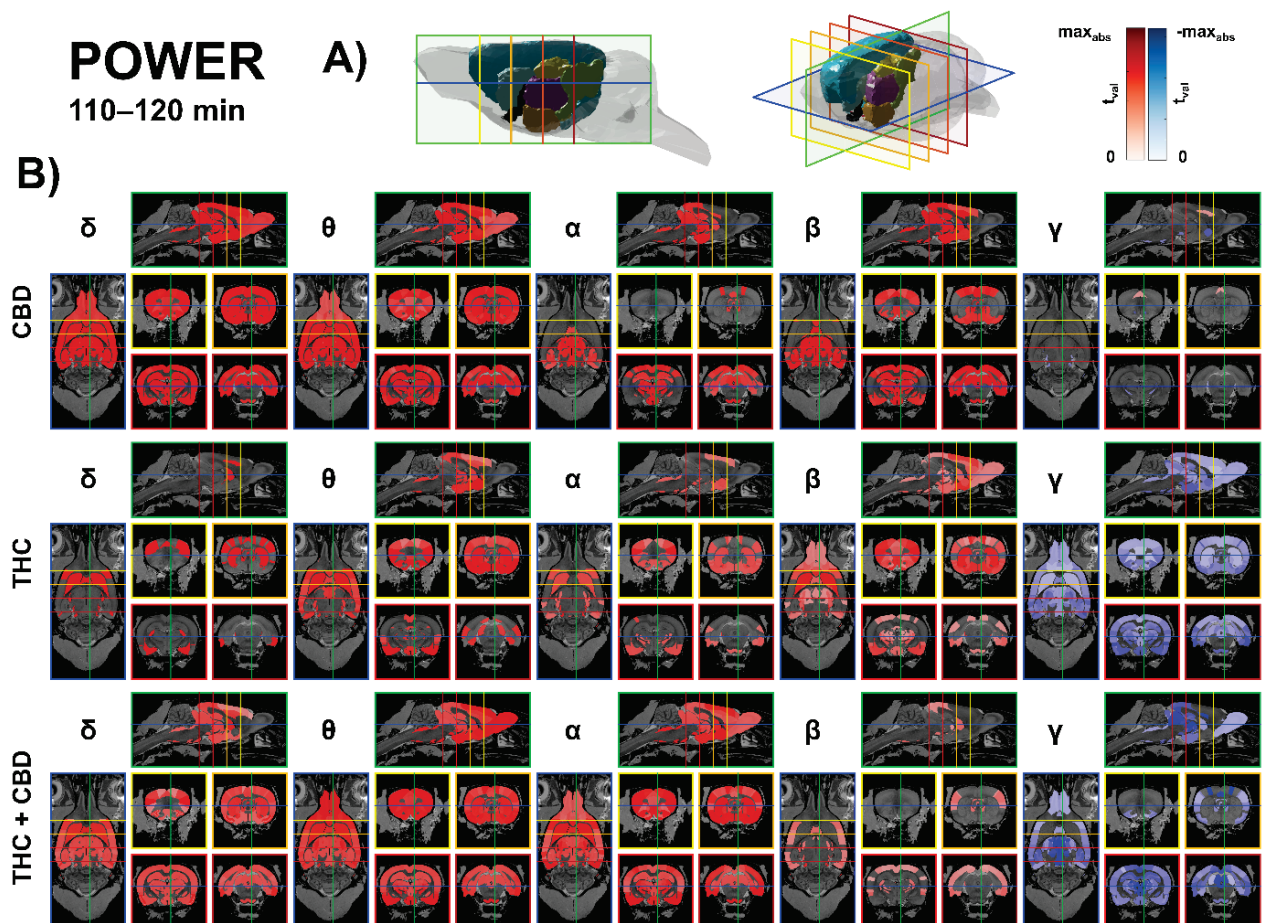 POWER
110–120 min
A)
max_abs
-max_abs
t_val
t_val
0
0
B)
δ
θ
α
β
γ
CBD
δ
θ
α
β
γ
THC
δ
θ
α
β
γ
THC + CBD